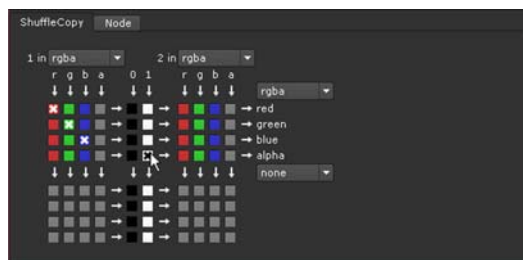 ShuffleCopy Node
1 in rgba 2 in rgba
r g b a 0 1 r g b a
rgba
red
green
blue
alpha
none